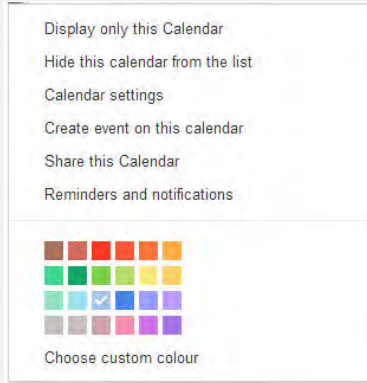 Display only this Calendar
Hide this calendar from the list
Calendar settings
Create event on this calendar
Share this Calendar
Reminders and notifications
Choose custom colour